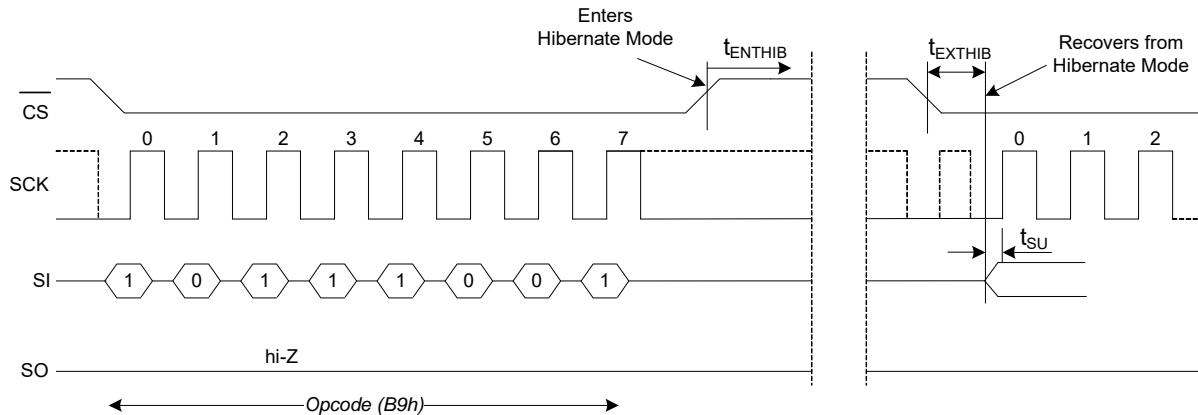 Enters
Hibernate Mode
tENTHIB
tEXTHIB
Recovers from
Hibernate Mode
CS
0 1 2 3 4 5 6 7 0 1 2
SCK
tSU
SI 1 0 1 1 1 0 0 1
hi-Z
SO
Opcode (B9h)